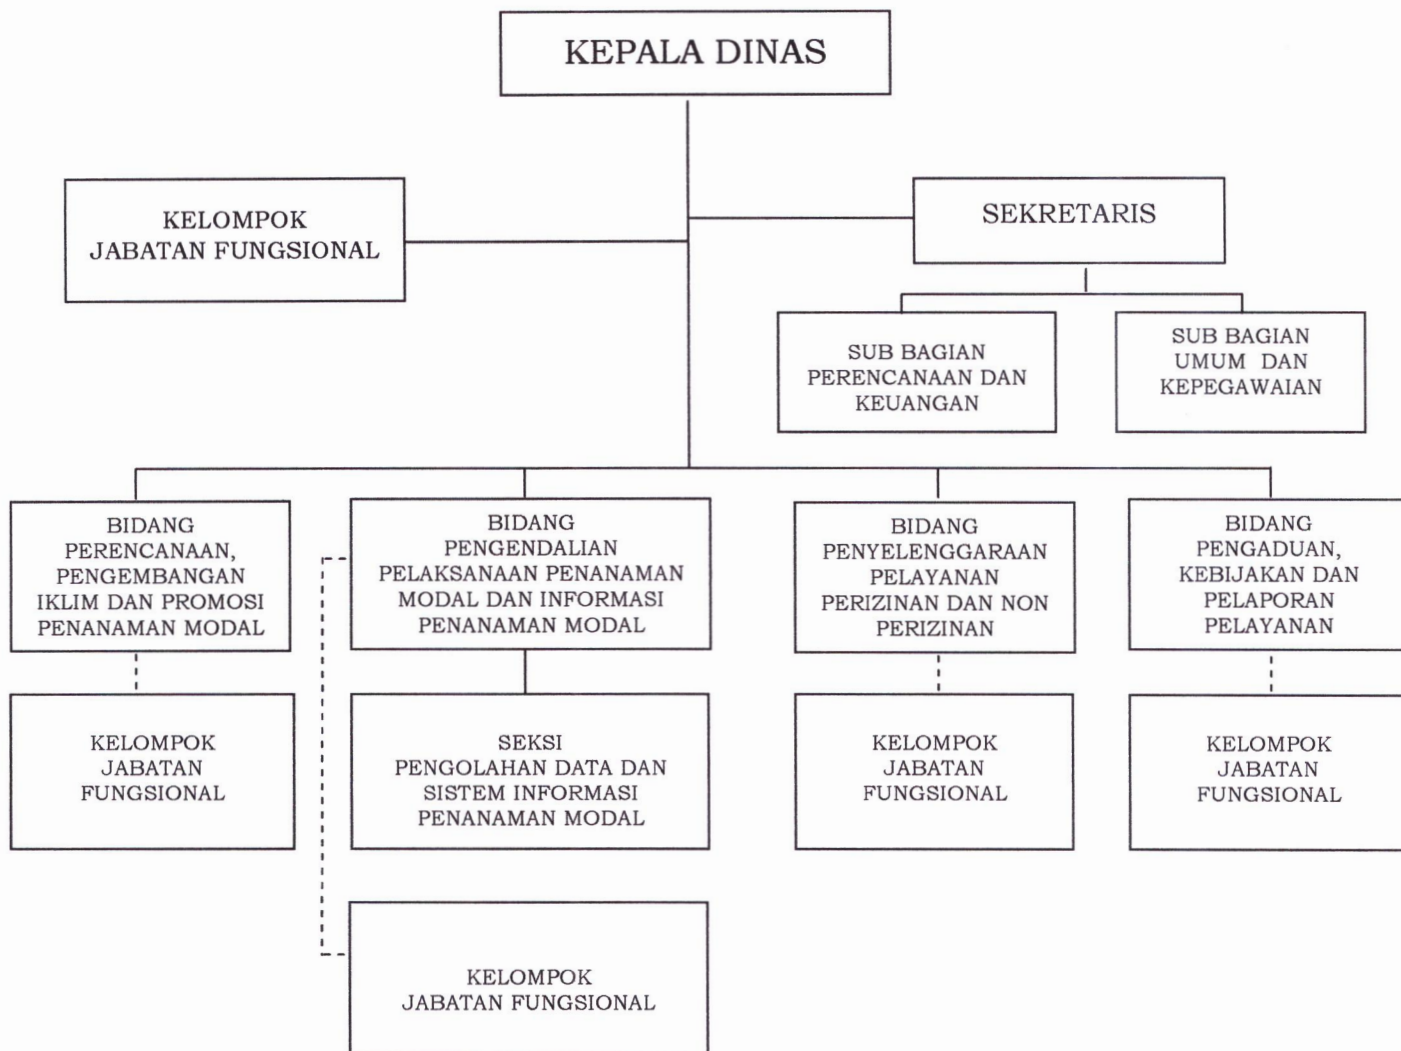 KEPALA DINAS
KELOMPOK
JABATAN FUNGSIONAL
SEKRETARIS
SUB BAGIAN
PERENCANAAN DAN
KEUANGAN
SUB BAGIAN
UMUM DAN
KEPEGAWAIAN
BIDANG
PERENCANAAN,
PENGEMBANGAN
IKLIM DAN PROMOSI
PENANAMAN MODAL
BIDANG
PENGENDALIAN
PELAKSANAAN PENANAMAN
MODAL DAN INFORMASI
PENANAMAN MODAL
BIDANG
PENYELENGGARAAN
PELAYANAN
PERIZINAN DAN NON
PERIZINAN
BIDANG
PENGADUAN,
KEBIJAKAN DAN
PELAPORAN
PELAYANAN
KELOMPOK
JABATAN
FUNGSIONAL
SEKSI
PENGOLAHAN DATA DAN
SISTEM INFORMASI
PENANAMAN MODAL
KELOMPOK
JABATAN
FUNGSIONAL
KELOMPOK
JABATAN
FUNGSIONAL
KELOMPOK
JABATAN FUNGSIONAL